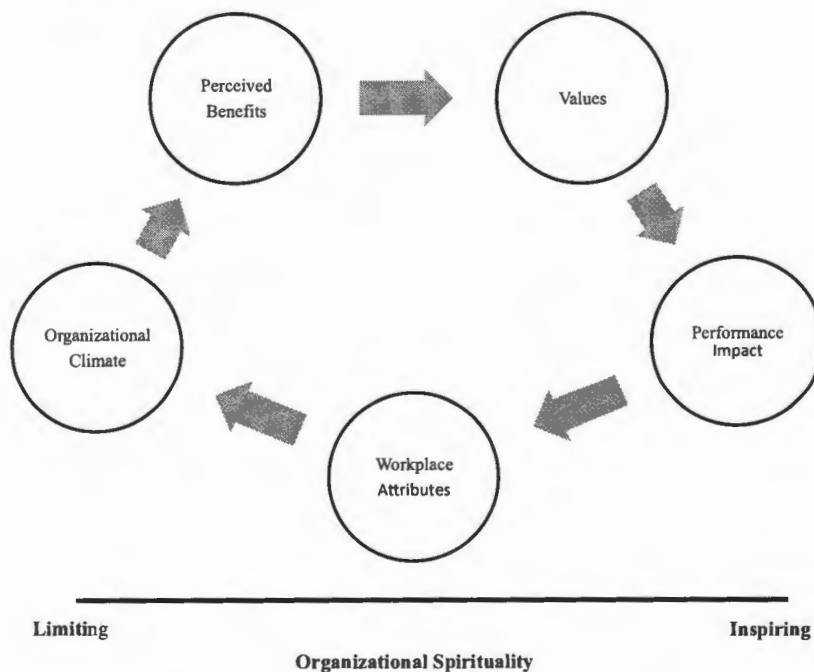 Perceived
Benefits
Values
Organizational
Climate
Performance
Impact
Workplace
Attributes
Limiting
Inspiring
Organizational Spirituality